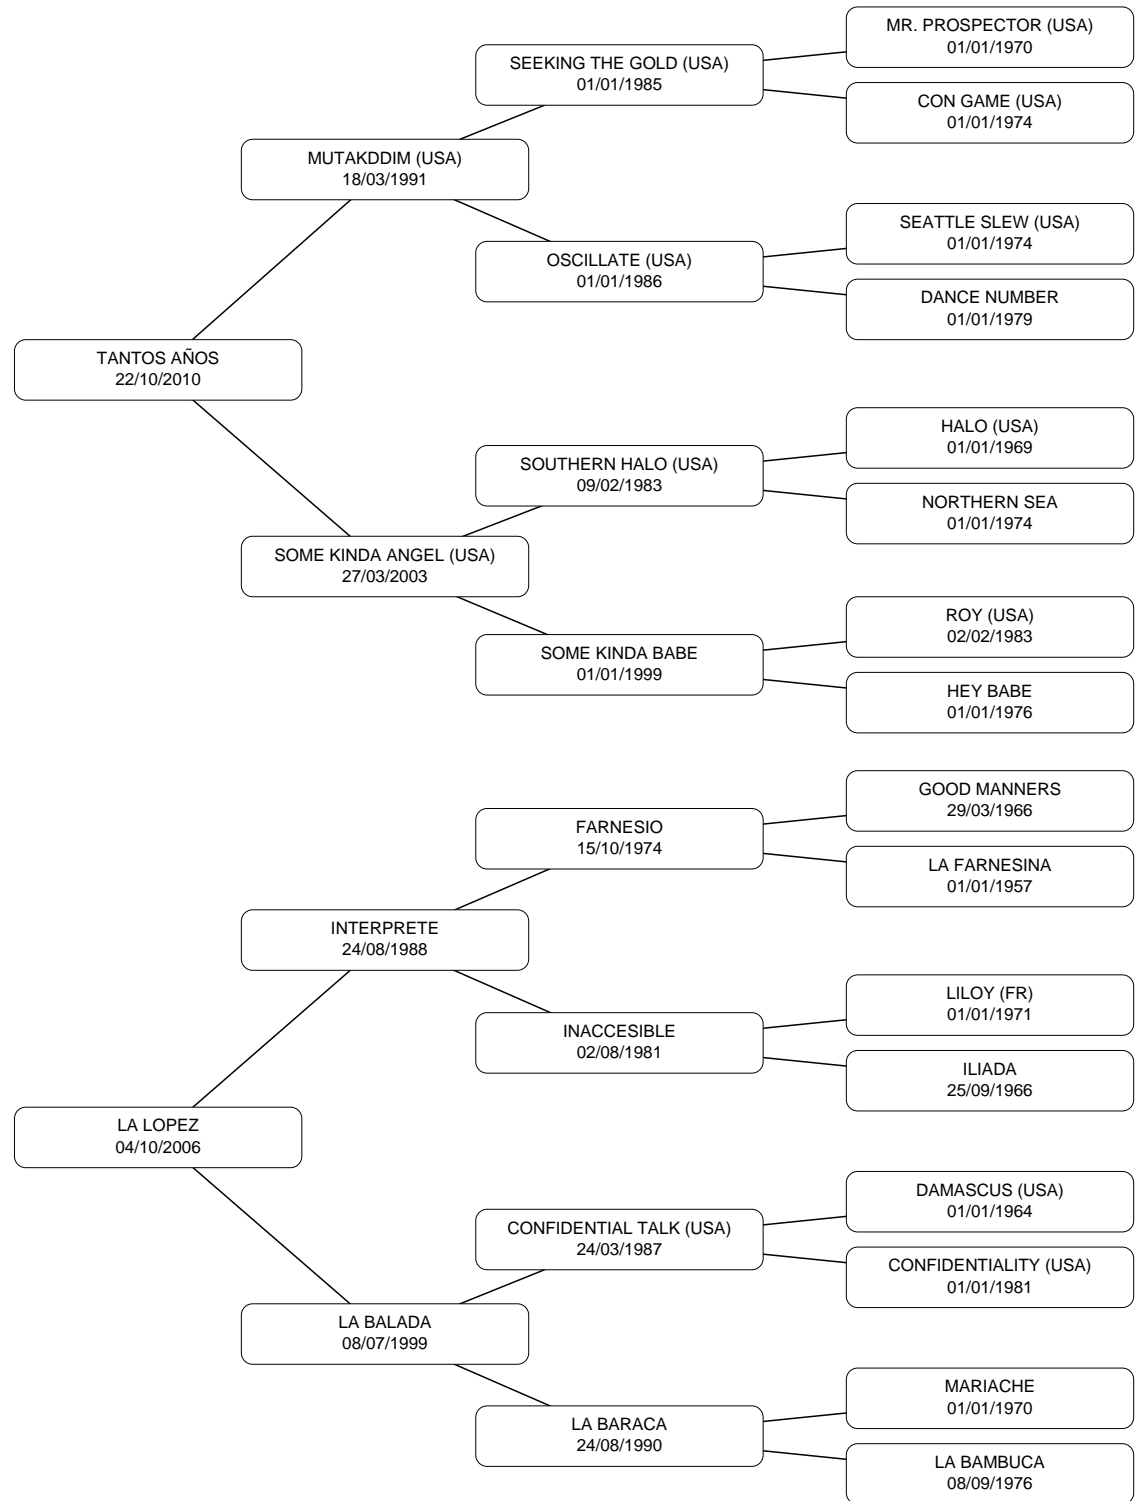 MR. PROSPECTOR (USA)
01/01/1970
SEEKING THE GOLD (USA)
01/01/1985
CON GAME (USA)
01/01/1974
MUTAKDDIM (USA)
18/03/1991
SEATTLE SLEW (USA)
01/01/1974
OSCILLATE (USA)
01/01/1986
DANCE NUMBER
01/01/1979
TANTOS AÑOS
22/10/2010
HALO (USA)
01/01/1969
SOUTHERN HALO (USA)
09/02/1983
NORTHERN SEA
01/01/1974
SOME KINDA ANGEL (USA)
27/03/2003
ROY (USA)
02/02/1983
SOME KINDA BABE
01/01/1999
HEY BABE
01/01/1976
GOOD MANNERS
29/03/1966
FARNESIO
15/10/1974
LA FARNESINA
01/01/1957
INTERPRETE
24/08/1988
LILOY (FR)
01/01/1971
INACCESIBLE
02/08/1981
ILIADA
25/09/1966
LA LOPEZ
04/10/2006
DAMASCUS (USA)
01/01/1964
CONFIDENTIAL TALK (USA)
24/03/1987
CONFIDENTIALITY (USA)
01/01/1981
LA BALADA
08/07/1999
MARIACHE
01/01/1970
LA BARACA
24/08/1990
LA BAMBUCA
08/09/1976